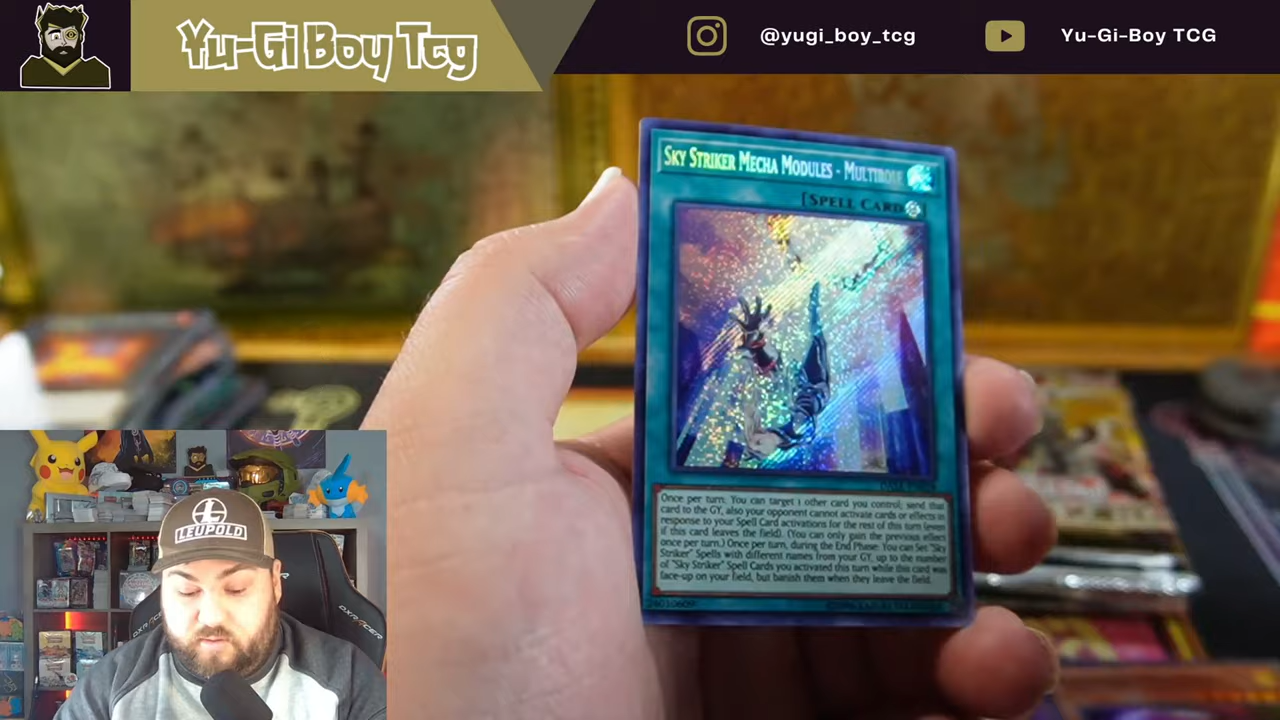 Yu-Gi Boy Tcg
@yugi_boy_tcg
Yu-Gi-Boy TCG
SKY STRIKER MECHA MODULES - MULTIROLE
[SPELL CARD
Once per turn: You can target 1 other card you control; send that
card to the GY, also your opponent cannot activate cards or effects in
response to your Spell Card activations for the rest of this turn (even
if this card leaves the field). (You can only gain the previous effect
once per turn.) Once per turn, during the End Phase: You can Set "Sky
Striker" Spells with different names from your GY, up to the number
of "Sky Striker" Spell Cards you activated this turn while this card was
face-up on your field, but banish them when they leave the field.
LEUPOLD
DXRACER